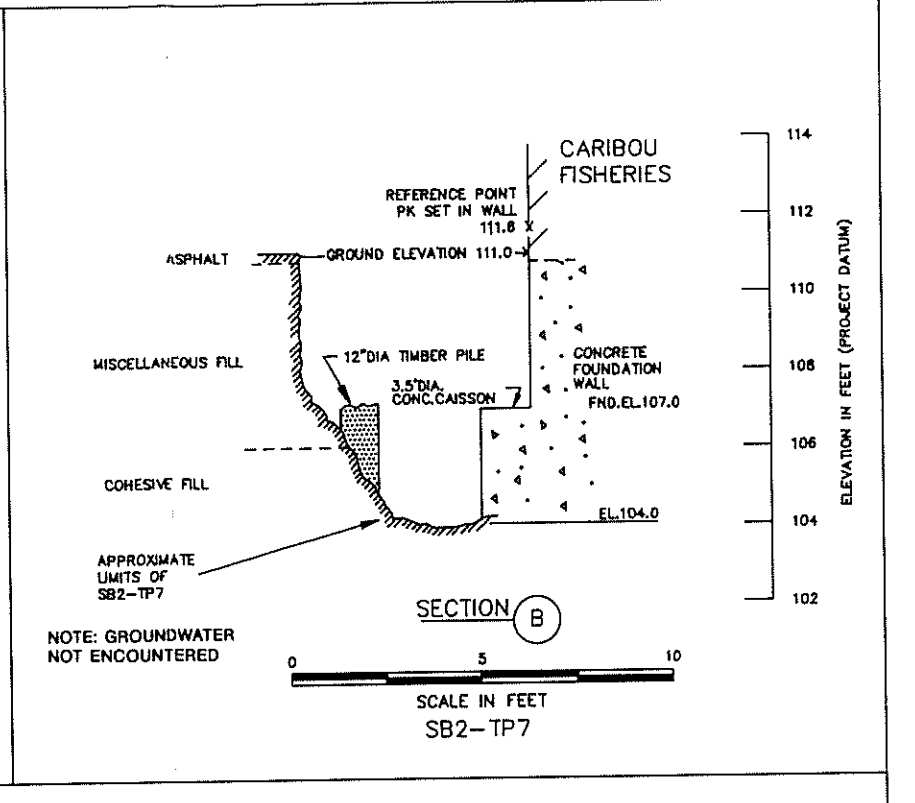 114
CARIBOU
FISHERIES
REFERENCE POINT
PK SET IN WALL
111.6
112
ASPHALT
GROUND ELEVATION 111.0
110
ELEVATION IN FEET (PROJECT DATUM)
MISCELLANEOUS FILL
12"DIA TIMBER PILE
CONCRETE
FOUNDATION
WALL
108
3.5'DIA.
CONC.CAISSON
FND.EL.107.0
106
COHESIVE FILL
EL.104.0
104
APPROXIMATE
LIMITS OF
SB2-TP7
102
SECTION B
NOTE: GROUNDWATER
NOT ENCOUNTERED
0 5 10
SCALE IN FEET
SB2-TP7